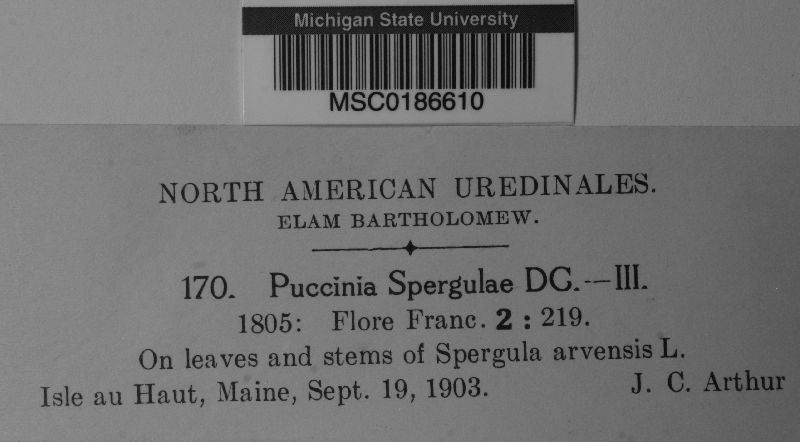 Michigan State University
MSC0186610
NORTH AMERICAN UREDINALES.
ELAM BARTHOLOMEW.
170. Puccinia Spergulae DC.—III.
1805: Flore Franc. 2 : 219.
On leaves and stems of Spergula arvensis L.
Isle au Haut, Maine, Sept. 19, 1903. J. C. Arthur